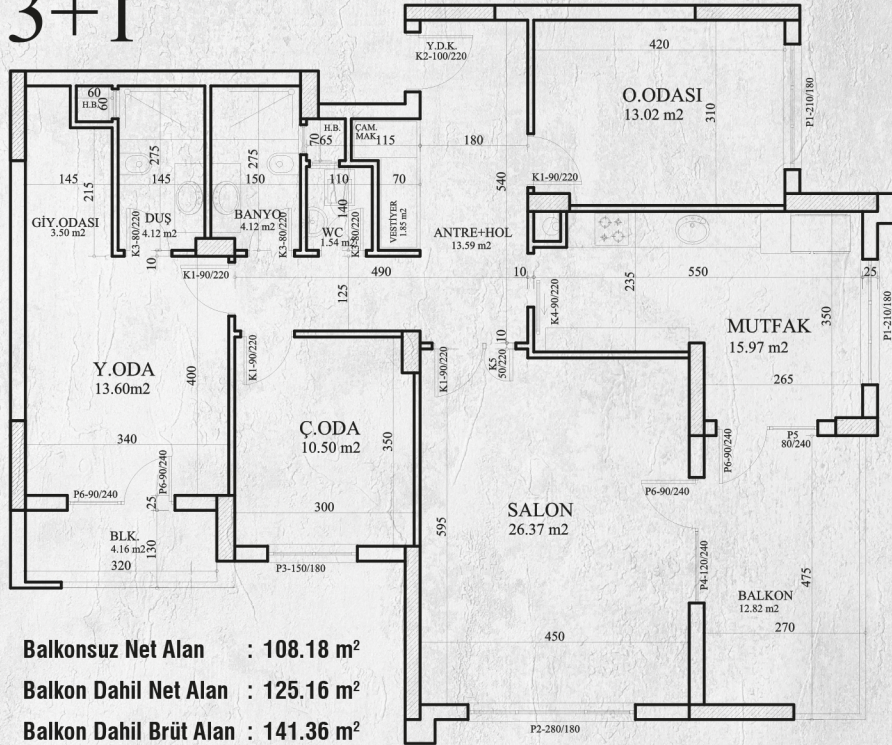 3+1
Y.D.K.
K2-100/220
420
O.ODASI
13.02 m2
310
P1-210/180
K1-90/220
60
60
H.B.
275
145
215
145
GİY.ODASI
3.50 m2
DUŞ
4.12 m2
K3-80/220
10
275
150
BANYO
4.12 m2
K3-80/220
H.B.
65
70
ÇAM.
MAK.
115
110
140
WC
1.54 m2
K3-80/220
70
VESTİYER
1.85 m2
180
540
ANTRE+HOL
13.59 m2
490
125
10
K1-90/220
K4-90/220
235
550
25
350
P1-210/180
MUTFAK
15.97 m2
265
Y.ODA
13.60m2
400
340
K1-90/220
P6-90/240
P6-90/240
25
BLK.
4.16 m2
130
320
Ç.ODA
10.50 m2
350
300
P3-150/180
K1-90/220
K5
50/220
10
SALON
26.37 m2
595
450
P2-280/180
P6-90/240
P6-90/240
P5
80/240
P4-120/240
475
BALKON
12.82 m2
270
Balkonsuz Net Alan : 108.18 m²
Balkon Dahil Net Alan : 125.16 m²
Balkon Dahil Brüt Alan : 141.36 m²